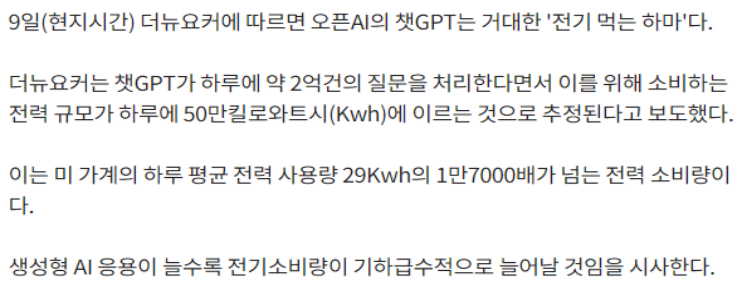 9일(현지시간) 더뉴요커에 따르면 오픈AI의 챗GPT는 거대한 '전기 먹는 하마'다.
더뉴요커는 챗GPT가 하루에 약 2억건의 질문을 처리한다면서 이를 위해 소비하는
전력 규모가 하루에 50만킬로와트시(Kwh)에 이르는 것으로 추정된다고 보도했다.
이는 미 가계의 하루 평균 전력 사용량 29Kwh의 1만7000배가 넘는 전력 소비량이
다.
생성형 AI 응용이 늘수록 전기소비량이 기하급수적으로 늘어날 것임을 시사한다.